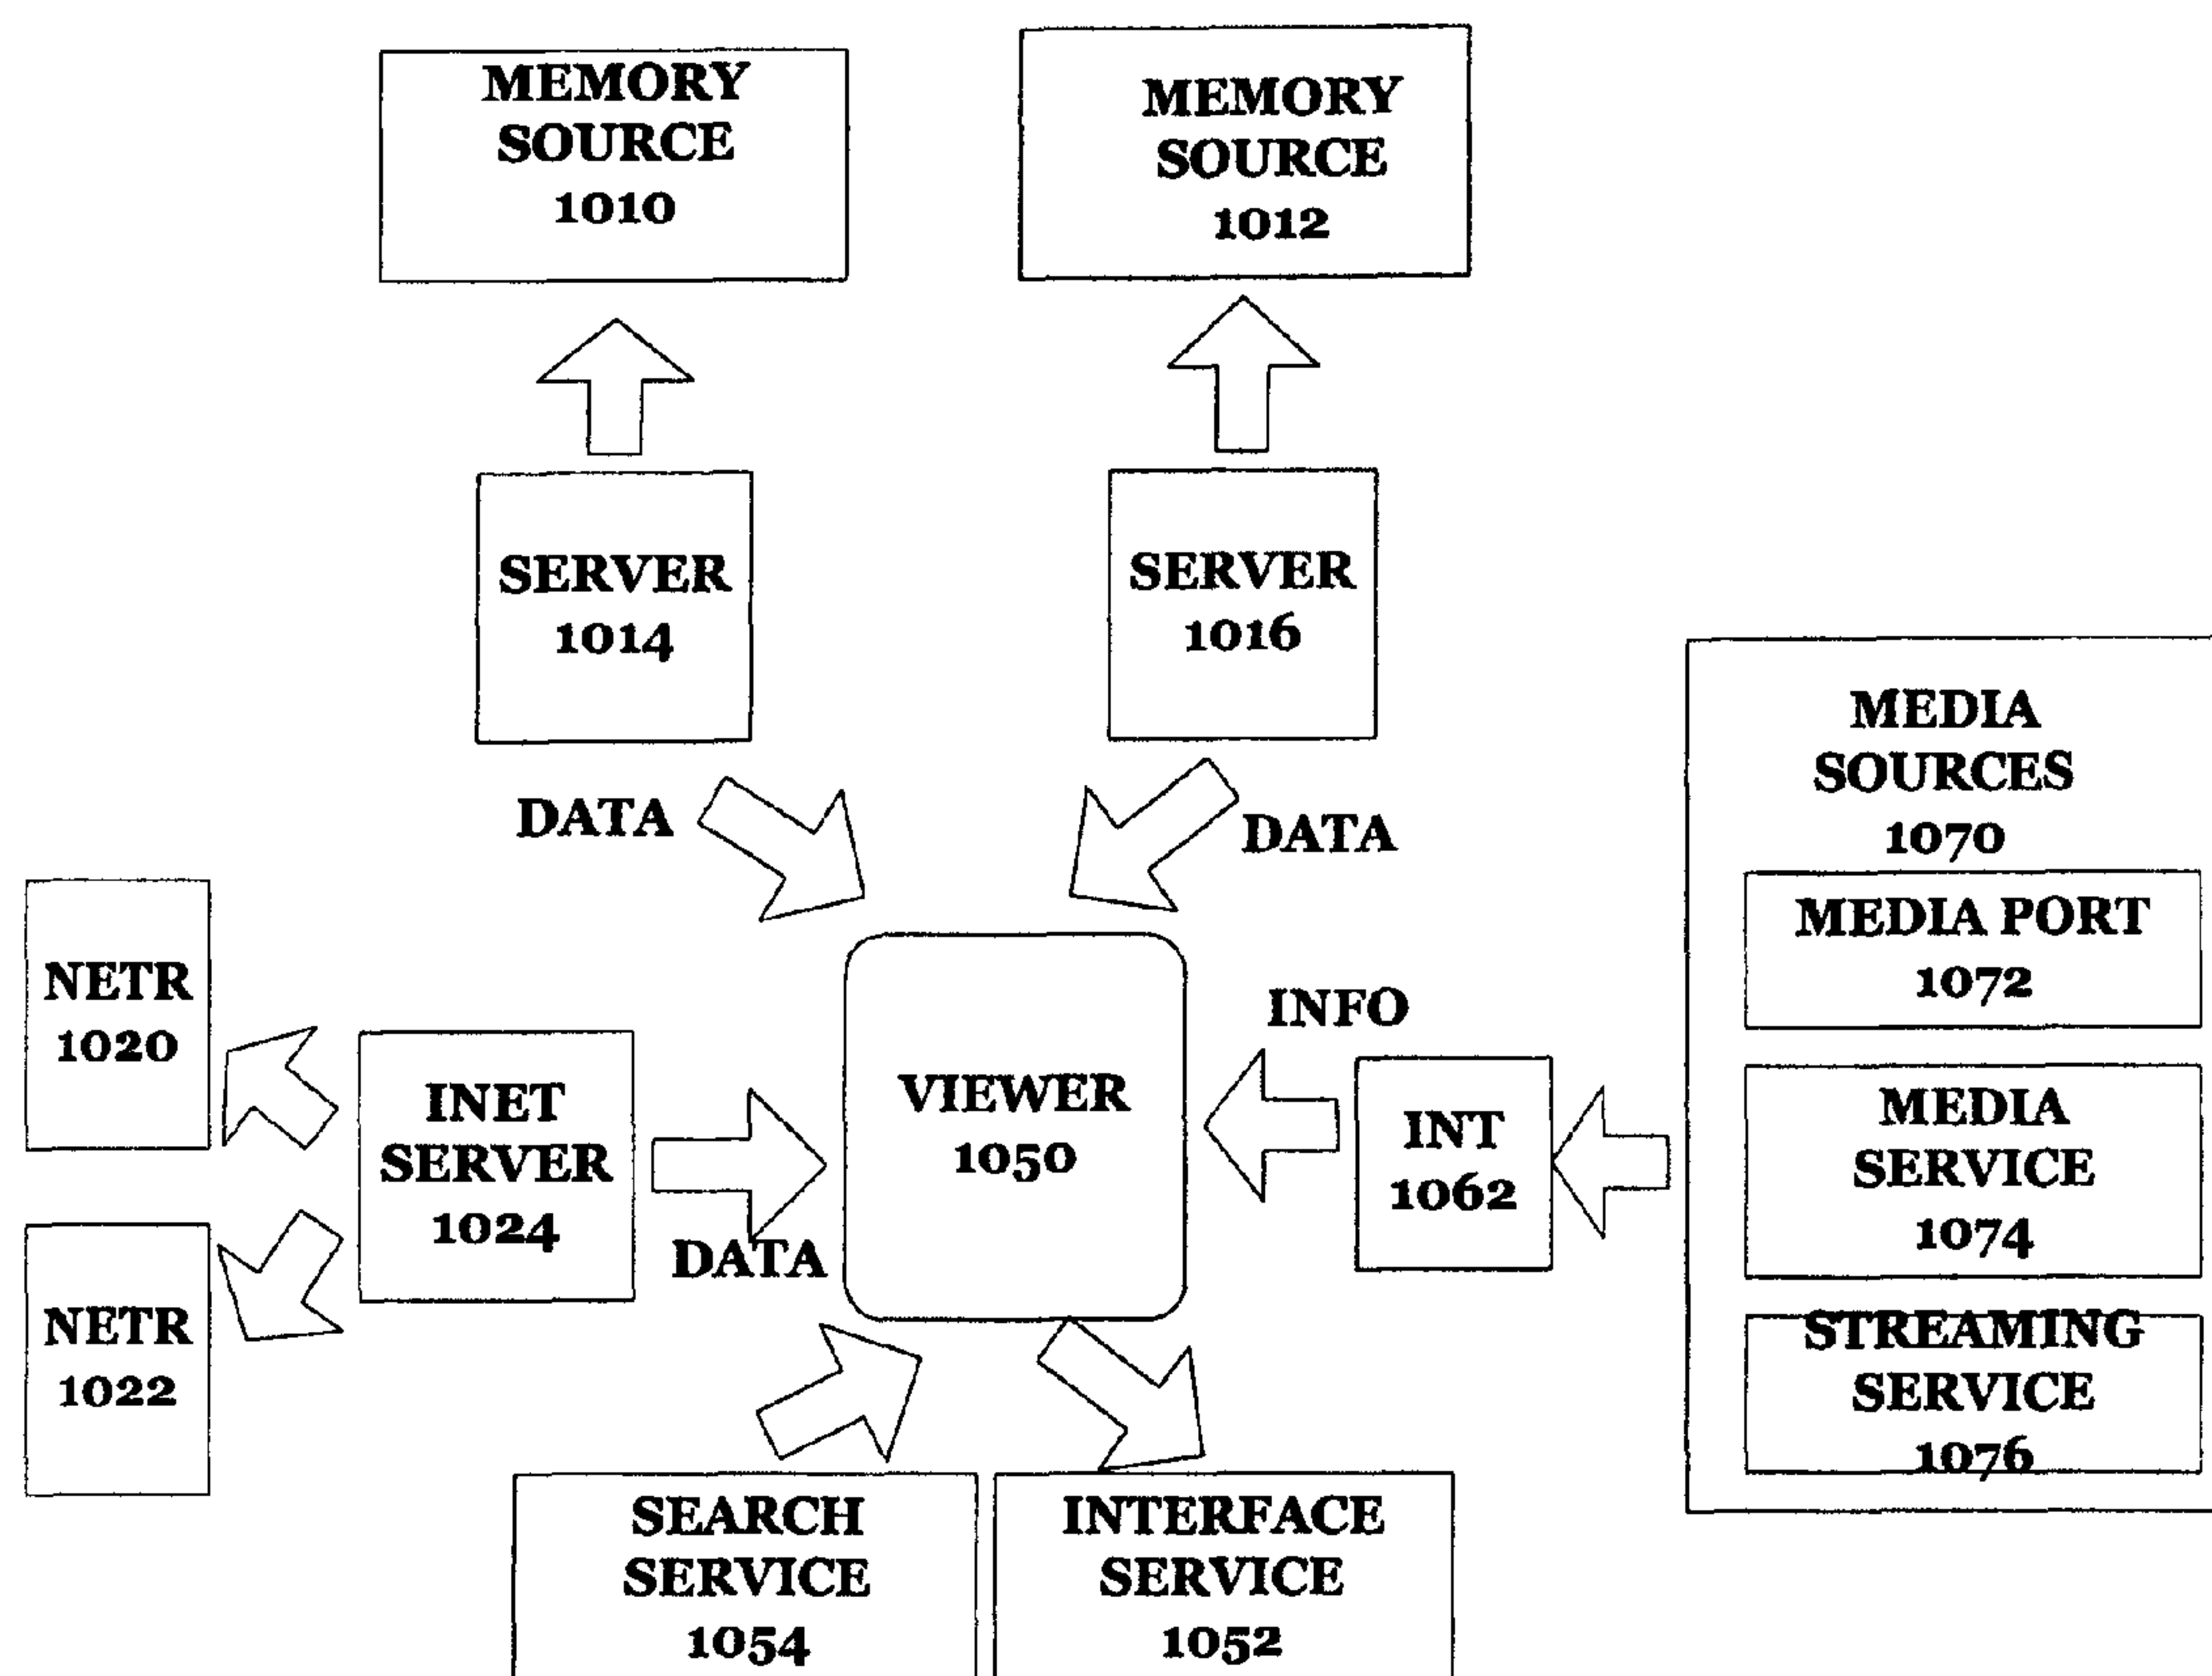 MEMORY
SOURCE
1010
MEMORY
SOURCE
1012
SERVER
1014
SERVER
1016
DATA
DATA
MEDIA
SOURCES
1070
MEDIA PORT
1072
MEDIA
SERVICE
1074
STREAMING
SERVICE
1076
NETR
1020
INET
SERVER
1024
DATA
VIEWER
1050
INFO
INT
1062
NETR
1022
SEARCH
SERVICE
1054
INTERFACE
SERVICE
1052